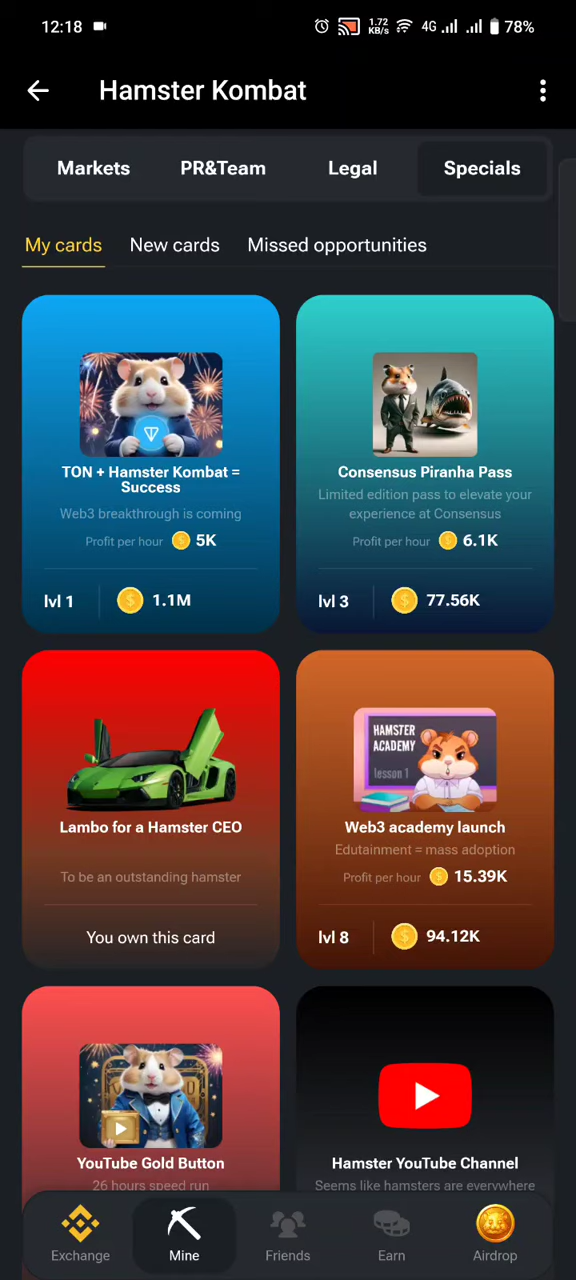 12:18
1.72
KB/s
4G
78%
Hamster Kombat
Markets
PR&Team
Legal
Specials
My cards
New cards
Missed opportunities
TON + Hamster Kombat =
Success
Web3 breakthrough is coming
Profit per hour
5K
lvl 1
1.1M
Consensus Piranha Pass
Limited edition pass to elevate your
experience at Consensus
Profit per hour
6.1K
lvl 3
77.56K
Lambo for a Hamster CEO
To be an outstanding hamster
You own this card
HAMSTER
ACADEMY
lesson 1
Web3 academy launch
Edutainment = mass adoption
Profit per hour
15.39K
lvl 8
94.12K
YouTube Gold Button
26 hours speed run
Hamster YouTube Channel
Seems like hamsters are everywhere
Exchange
Mine
Friends
Earn
Airdrop